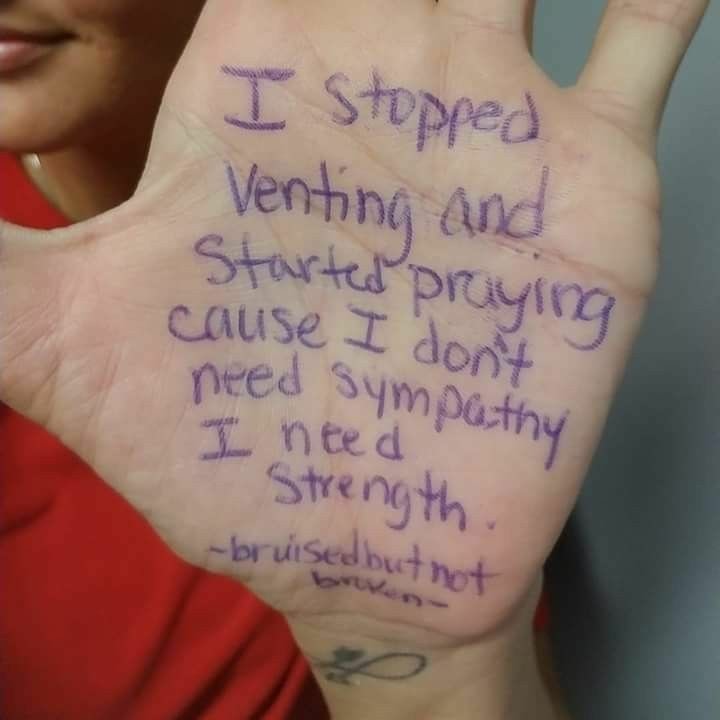 I stopped
Venting and
Started praying
cause I don't
need sympathy
I need
Strength.
~bruisedbutnot
broken~